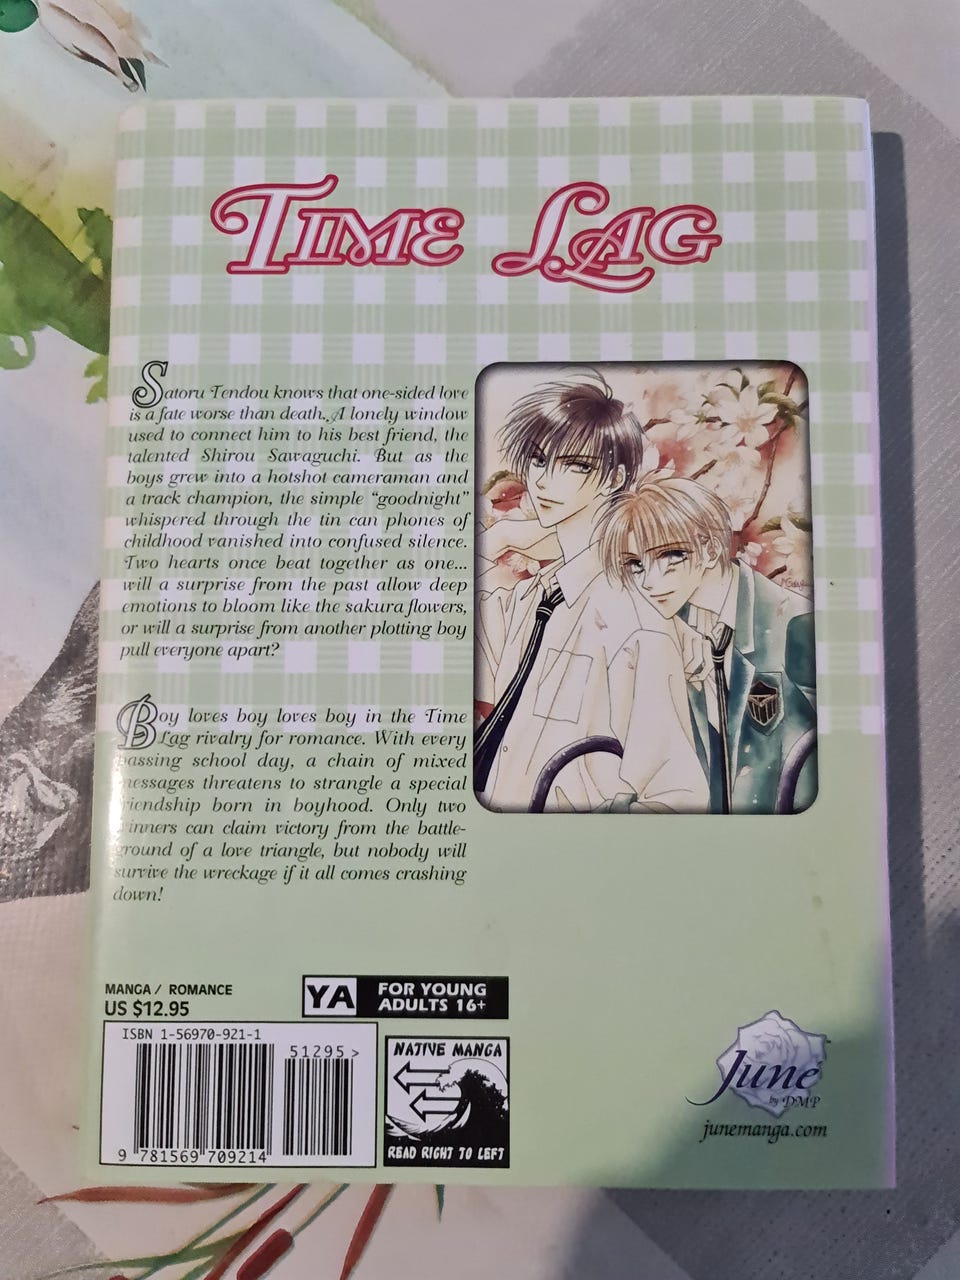 TIME LAG
Satoru Tendou knows that one-sided love
is a fate worse than death. A lonely window
used to connect him to his best friend, the
talented Shirou Sawaguchi. But as the
boys grew into a hotshot cameraman and
a track champion, the simple “goodnight”
whispered through the tin can phones of
childhood vanished into confused silence.
Two hearts once beat together as one...
will a surprise from the past allow deep
emotions to bloom like the sakura flowers,
or will a surprise from another plotting boy
pull everyone apart?
Boy loves boy loves boy in the Time
Lag rivalry for romance. With every
passing school day, a chain of mixed
messages threatens to strangle a special
friendship born in boyhood. Only two
winners can claim victory from the battle-
ground of a love triangle, but nobody will
survive the wreckage if it all comes crashing
down!
MANGA / ROMANCE
US $12.95
YA FOR YOUNG
ADULTS 16+
ISBN 1-56970-921-1
51295>
9 781569 709214
NATIVE MANGA
READ RIGHT TO LEFT
June™
by DMP
junemanga.com